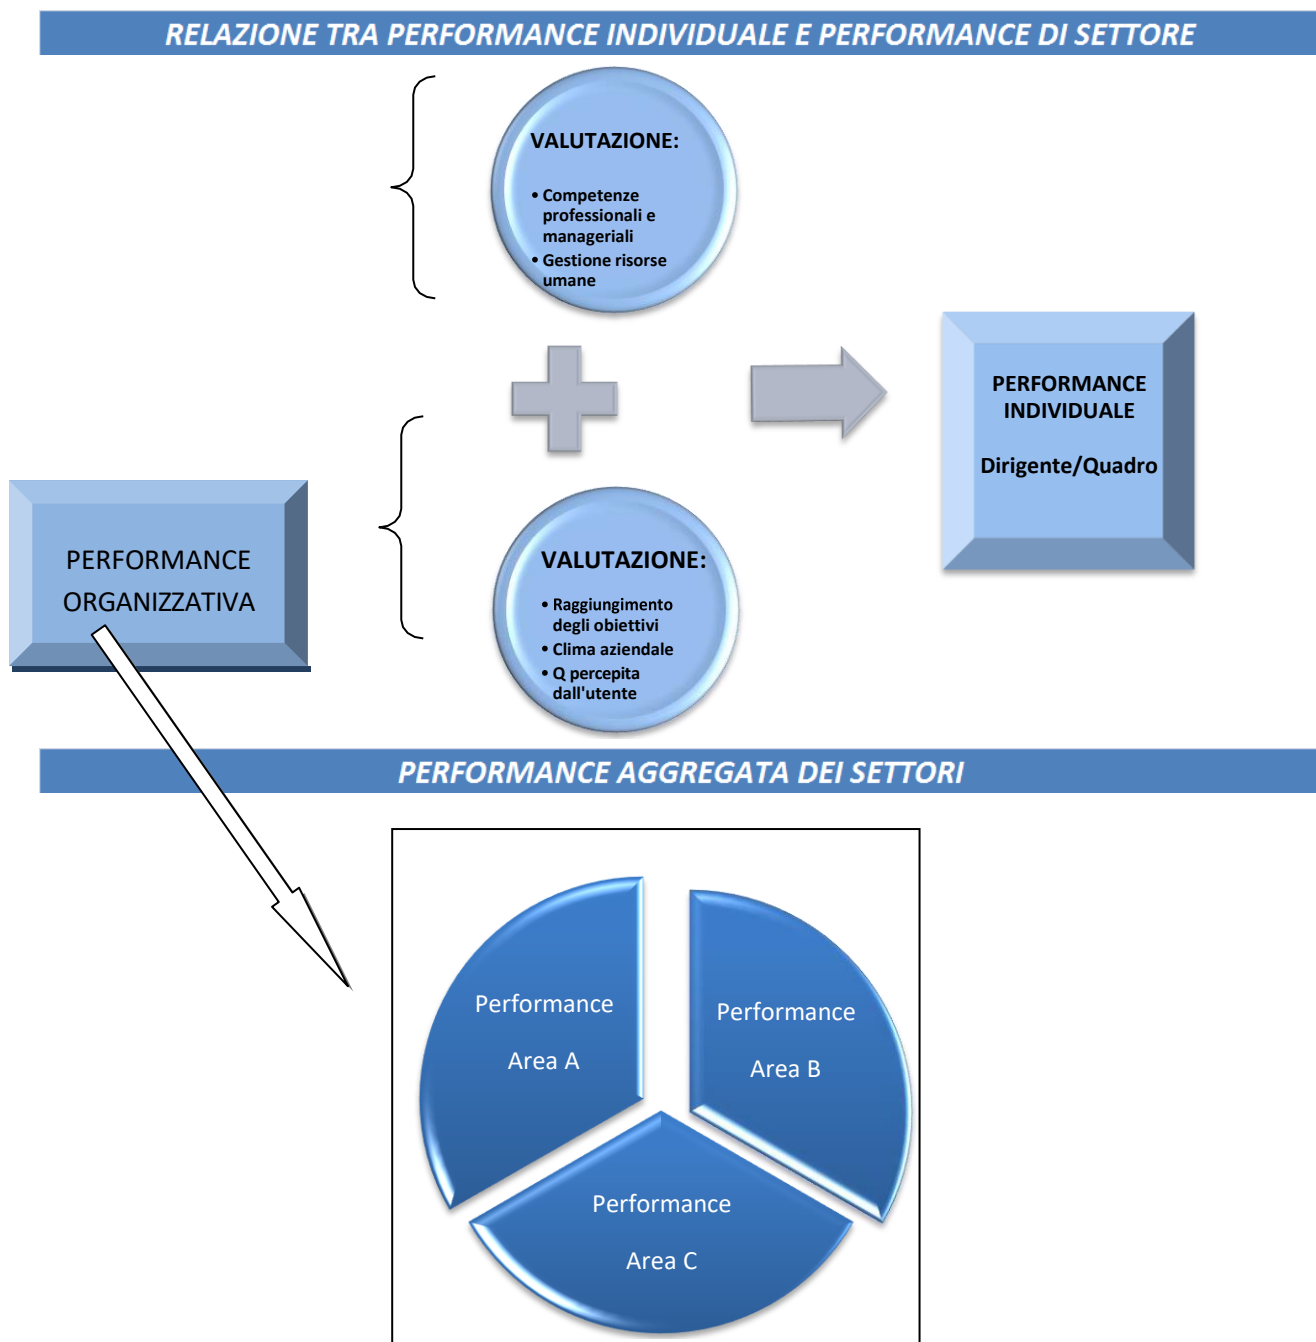 RELAZIONE TRA PERFORMANCE INDIVIDUALE E PERFORMANCE DI SETTORE
VALUTAZIONE:
• Competenze
professionali e
manageriali
• Gestione risorse
umane
PERFORMANCE
INDIVIDUALE
Dirigente/Quadro
PERFORMANCE
ORGANIZZATIVA
VALUTAZIONE:
• Raggiungimento
degli obiettivi
• Clima aziendale
• Q percepita
dall'utente
PERFORMANCE AGGREGATA DEI SETTORI
Performance
Area A
Performance
Area B
Performance
Area C